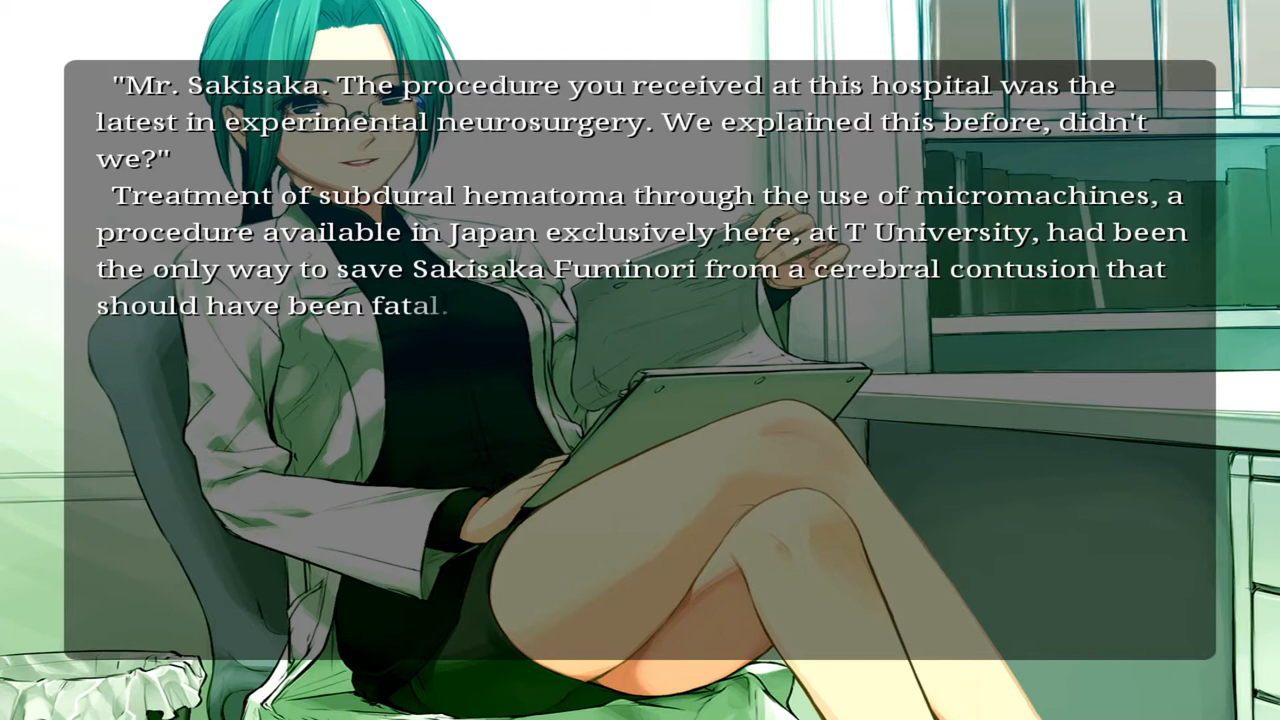 "Mr. Sakisaka. The procedure you received at this hospital was the
latest in experimental neurosurgery. We explained this before, didn't
we?"
Treatment of subdural hematoma through the use of micromachines, a
procedure available in Japan exclusively here, at T University, had been
the only way to save Sakisaka Fuminori from a cerebral contusion that
should have been fatal.